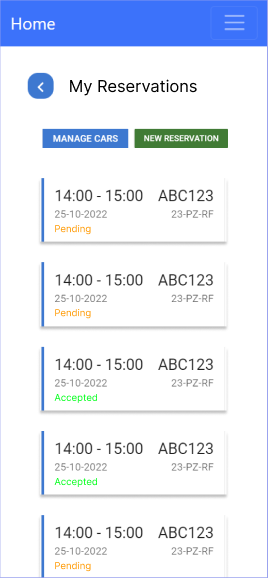 Home
My Reservations
MANAGE CARS NEW RESERVATION
14:00 - 15:00 ABC123
25-10-2022 23-PZ-RF
Pending
14:00 - 15:00 ABC123
25-10-2022 23-PZ-RF
Pending
14:00 - 15:00 ABC123
25-10-2022 23-PZ-RF
Accepted
14:00 - 15:00 ABC123
25-10-2022 23-PZ-RF
Accepted
14:00 - 15:00 ABC123
25-10-2022 23-PZ-RF
Pending